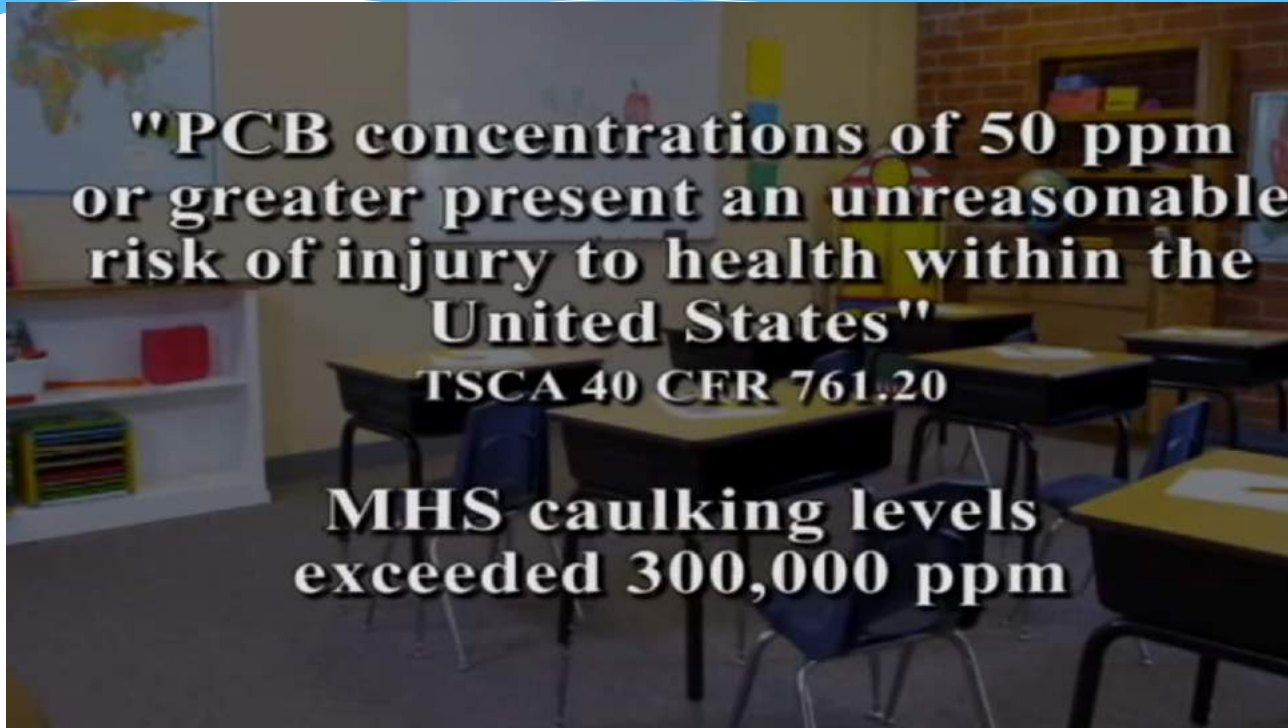 "PCB concentrations of 50 ppm
or greater present an unreasonable
risk of injury to health within the
United States"
TSCA 40 CFR 761.20
MHS caulking levels
exceeded 300,000 ppm